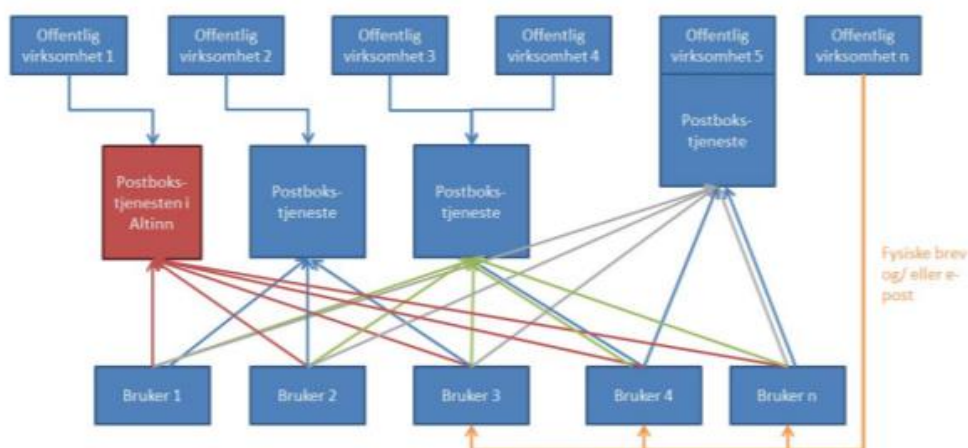 Offentlig
virksomhet 1
Offentlig
virksomhet 2
Offentlig
virksomhet 3
Offentlig
virksomhet 4
Offentlig
virksomhet 5
Offentlig
virksomhet n
Postboks-
tjeneste
Postboks-
tjenesten i
Altinn
Postboks-
tjeneste
Postboks-
tjeneste
Fysiske brev
og/ eller e-
post
Bruker 1
Bruker 2
Bruker 3
Bruker 4
Bruker n